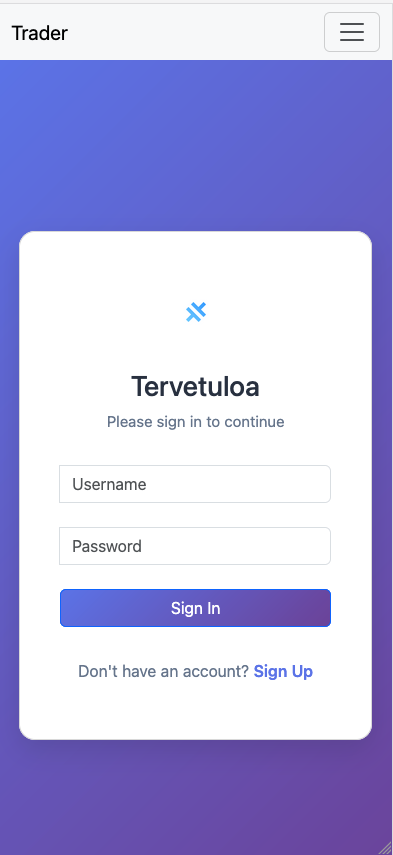 Trader
Tervetuloa
Please sign in to continue
Username
Password
Sign In
Don't have an account? Sign Up